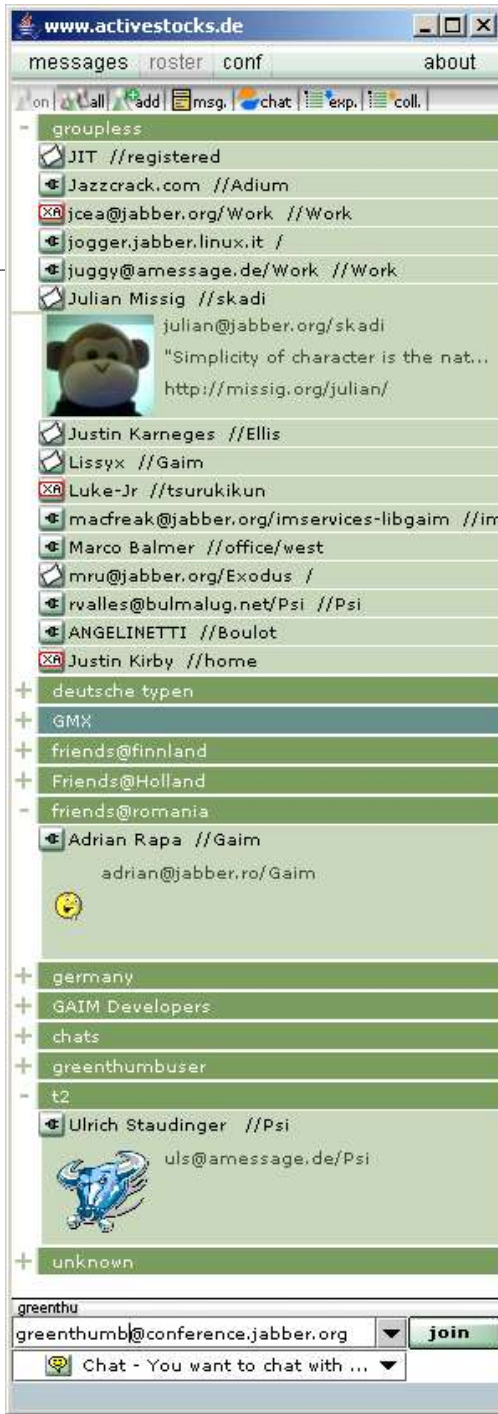 www.activestocks.de
messages roster conf about
on all add msg. chat exp. coll.
- groupless
JIT //registered
Jazzcrack.com //Adium
XA jcea@jabber.org/Work //Work
jogger.jabber.linux.it /
juggy@amessage.de/Work //Work
Julian Missig //skadi
julian@jabber.org/skadi
"Simplicity of character is the nat...
http://missig.org/julian/
Justin Karneges //Ellis
Lissyx //Gaim
XA Luke-Jr //tsurukikun
macfreak@jabber.org/imservices-libgaim //im
Marco Balmer //office/west
mru@jabber.org/Exodus /
rvalles@bulmalug.net/Psi //Psi
ANGELINETTI //Boulot
XA Justin Kirby //home
+ deutsche typen
+ GMX
+ friends@finnland
+ Friends@Holland
- friends@romania
Adrian Rapa //Gaim
adrian@jabber.ro/Gaim
+ germany
+ GAIM Developers
+ chats
+ greenthumbuser
- t2
Ulrich Staudinger //Psi
uls@amessage.de/Psi
+ unknown
greenthu
greenthumb@conference.jabber.org join
Chat - You want to chat with ...